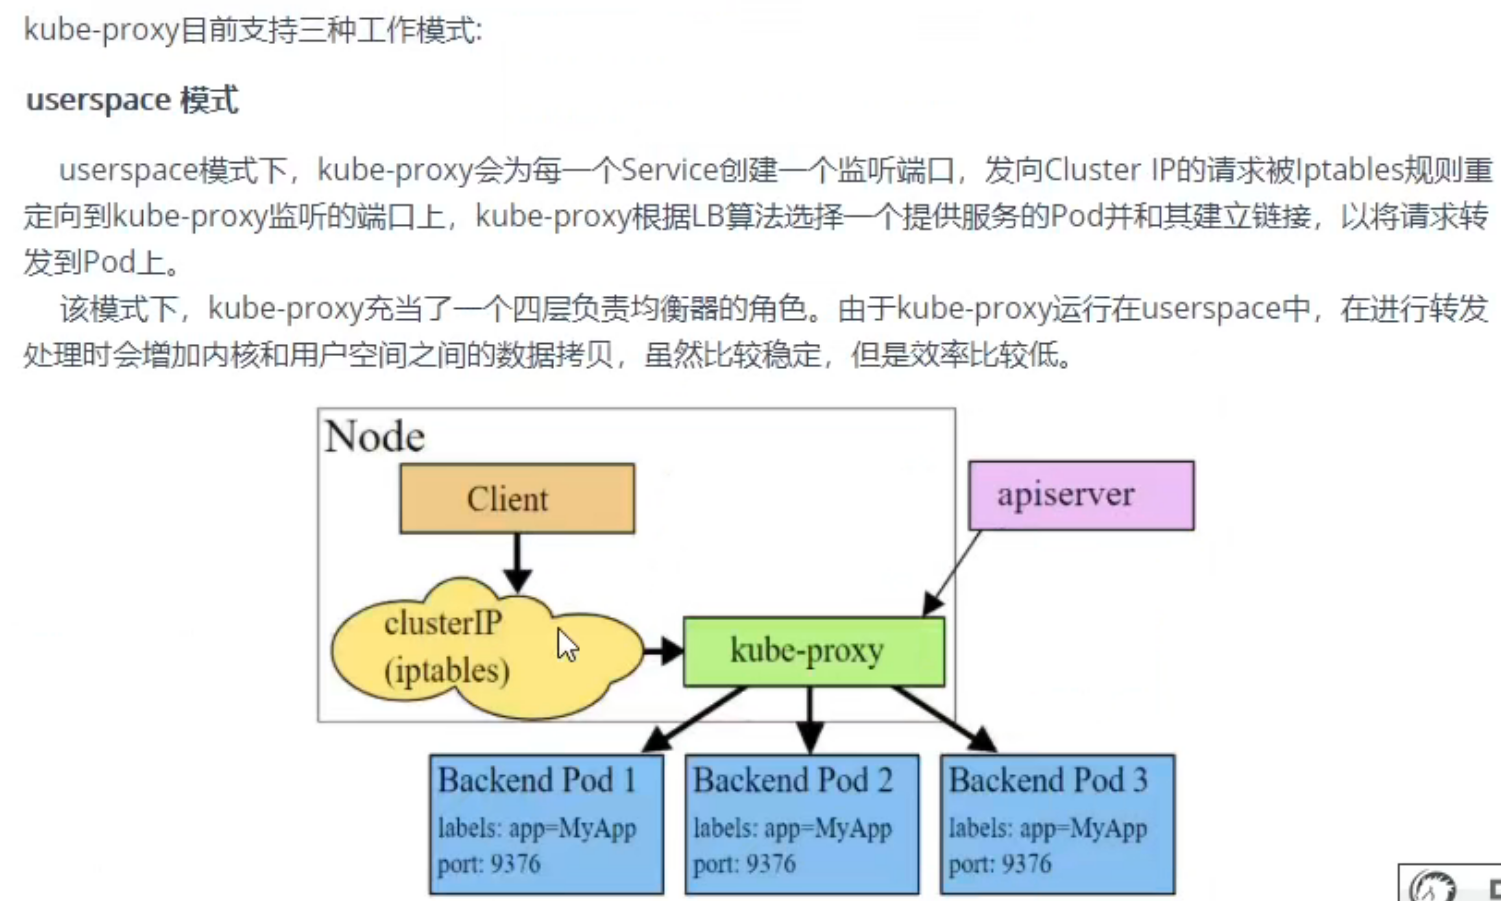 kube-proxy目前支持三种工作模式:
userspace 模式
userspace模式下，kube-proxy会为每一个Service创建一个监听端口，发向Cluster IP的请求被Iptables规则重
定向到kube-proxy监听的端口上，kube-proxy根据LB算法选择一个提供服务的Pod并和其建立链接，以将请求转
发到Pod上。
该模式下，kube-proxy充当了一个四层负责均衡器的角色。由于kube-proxy运行在userspace中，在进行转发
处理时会增加内核和用户空间之间的数据拷贝，虽然比较稳定，但是效率比较低。
Node
Client
apiserver
clusterIP
(iptables)
kube-proxy
Backend Pod 1
labels: app=MyApp
port: 9376
Backend Pod 2
labels: app=MyApp
port: 9376
Backend Pod 3
labels: app=MyApp
port: 9376